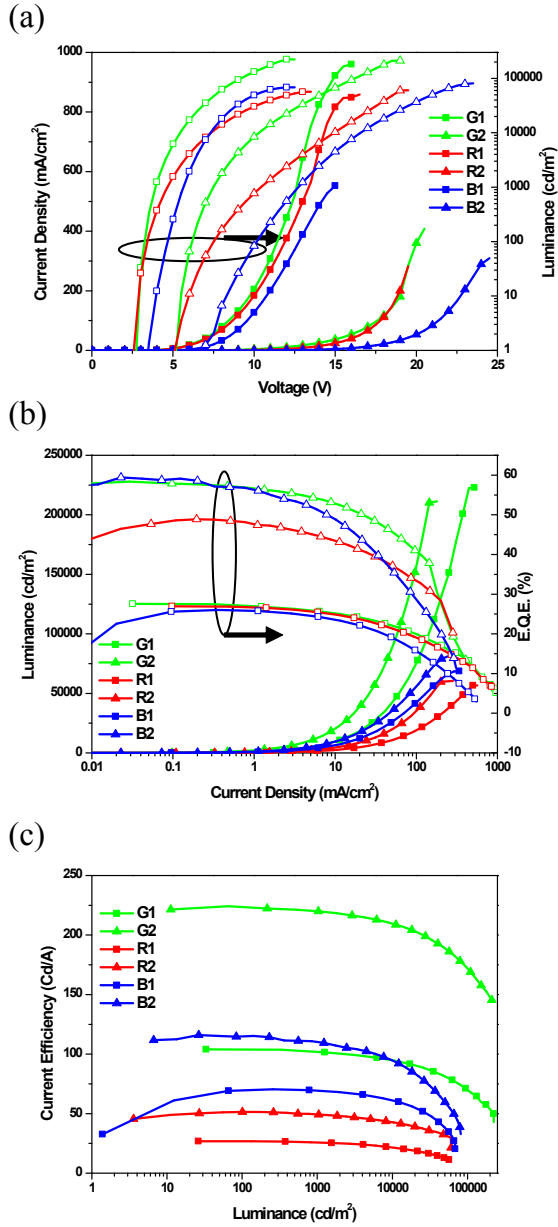 (a)
1000
800
600
400
200
0
Current Density (mA/cm²)
0 5 10 15 20 25
Voltage (V)
100000
10000
1000
100
10
1
Luminance (cd/m²)
G1
G2
R1
R2
B1
B2
(b)
250000
200000
150000
100000
50000
0
Luminance (cd/m²)
0.01 0.1 1 10 100 1000
Current Density (mA/cm²)
60
50
40
30
20
10
0
-10
E.Q.E. (%)
G1
G2
R1
R2
B1
B2
(c)
250
200
150
100
50
0
Current Efficiency (Cd/A)
1 10 100 1000 10000 100000
Luminance (cd/m²)
G1
G2
R1
R2
B1
B2